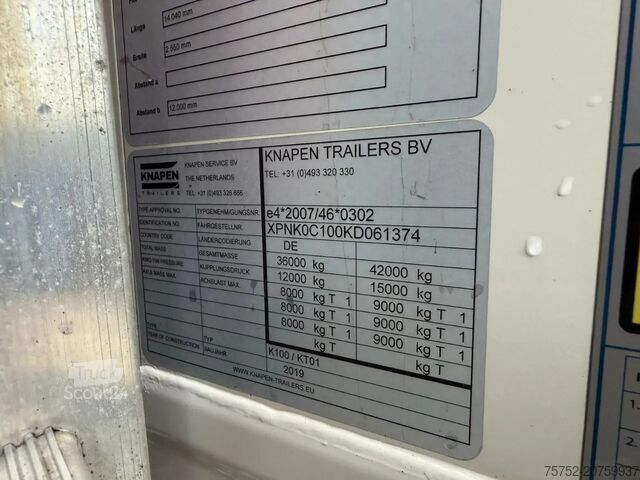 Länge
14.040 mm
Breite
2.550 mm
Abstand a
Abstand b
12.000 mm
KNAPEN
TRAILERS
KNAPEN SERVICE BV
THE NETHERLANDS
TEL: +31 (0)493 326 666
KNAPEN TRAILERS BV
TEL: +31 (0)493 320 330
TYPE APPROVAL NO. TYPGENEHMIGUNGSNR. e4*2007/46*0302
IDENTIFICATION NO. FAHRGESTELLNR. XPNK0C100KD061374
COUNTRY CODE LÄNDERCODIERUNG DE
TOTAL MASS GESAMTMASSE 36000 kg 42000 kg
KING PIN PRESSURE KUPPLUNGSDRUCK 12000 kg 15000 kg
AXLE MASS MAX. ACHSLAST MAX. 8000 kg T 1 9000 kg T 1
8000 kg T 1 9000 kg T 1
8000 kg T 1 9000 kg T 1
kg T kg T
TYPE TYP K100 / KT01
YEAR OF CONSTRUCTION BAUJAHR 2019
WWW.KNAPEN-TRAILERS.EU
Truck
Scout24
1.
2.
75752-20759937